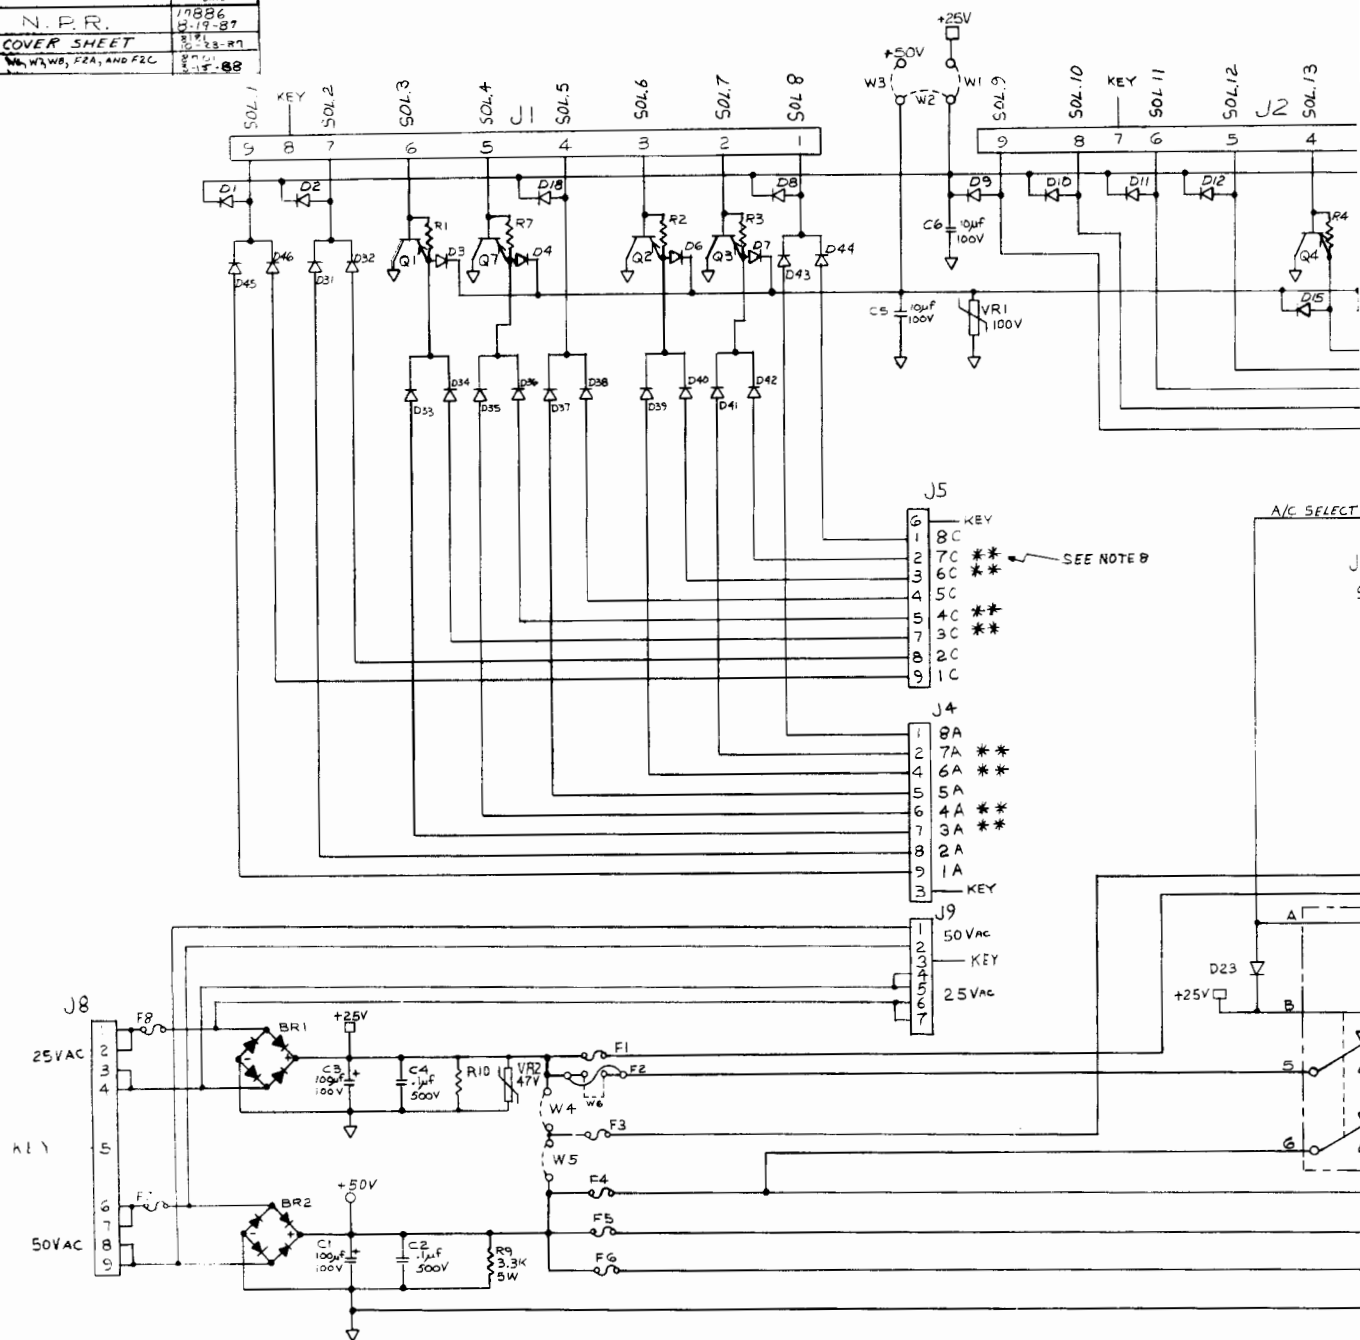 N.P.R.
17886
8-19-87
COVER SHEET
10-23-87
W7, W8, F2A, AND F2C
+25V
+50V
W3
W1
W2
SOL.1
KEY
SOL.2
SOL.3
SOL.4
J1
SOL.5
SOL.6
SOL.7
SOL 8
SOL.9
SOL.10
KEY
SOL 11
SOL.12
J2
SOL.13
9 8 7 6 5 4 3 2 1
9 8 7 6 5 4
D1
D2
D18
D8
D9
D10
D11
D12
R1
R7
R2
R3
R4
C6
10µf
100V
Q1
D3
Q7
D4
Q2
D6
Q3
D7
D44
Q4
D45
D46
D31
D32
D43
D15
C5
10µf
100V
VR1
100V
D33
D34
D35
D36
D37
D38
D39
D40
D41
D42
J5
6 KEY
1 8C
2 7C **
SEE NOTE 8
3 6C **
4 5C
5 4C **
7 3C **
8 2C
9 1C
A/C SELECT
J4
1 8A
2 7A **
4 6A **
5 5A
6 4A **
7 3A **
8 2A
9 1A
3 KEY
J9
1
50VAC
2
3 KEY
4
5
25VAC
6
7
A
D23
+25V
B
5
6
J8
F8
BR1
+25V
1
25VAC
2
3
4
C3
100µf
100V
+
C4
.1µf
500V
R10
VR2
47V
F1
F2
W6
W4
F3
W5
KEY
5
F4
F5
F6
6
7
50VAC
8
9
BR2
+50V
C1
100µf
100V
+
C2
.1µf
500V
R9
3.3K
5W